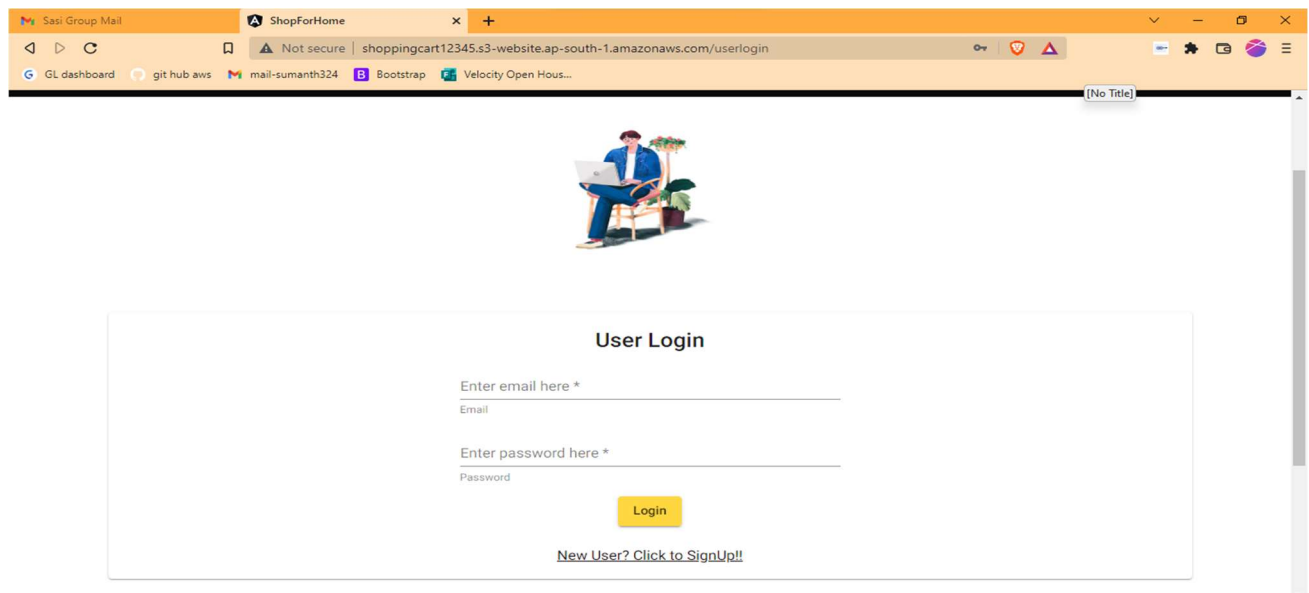 Sasi Group Mail
ShopForHome
Not secure shoppingcart12345.s3-website.ap-south-1.amazonaws.com/userlogin
GL dashboard git hub aws mail-sumanth324 Bootstrap Velocity Open Hous...
[No Title]
User Login
Enter email here *
Email
Enter password here *
Password
Login
New User? Click to SignUp!!